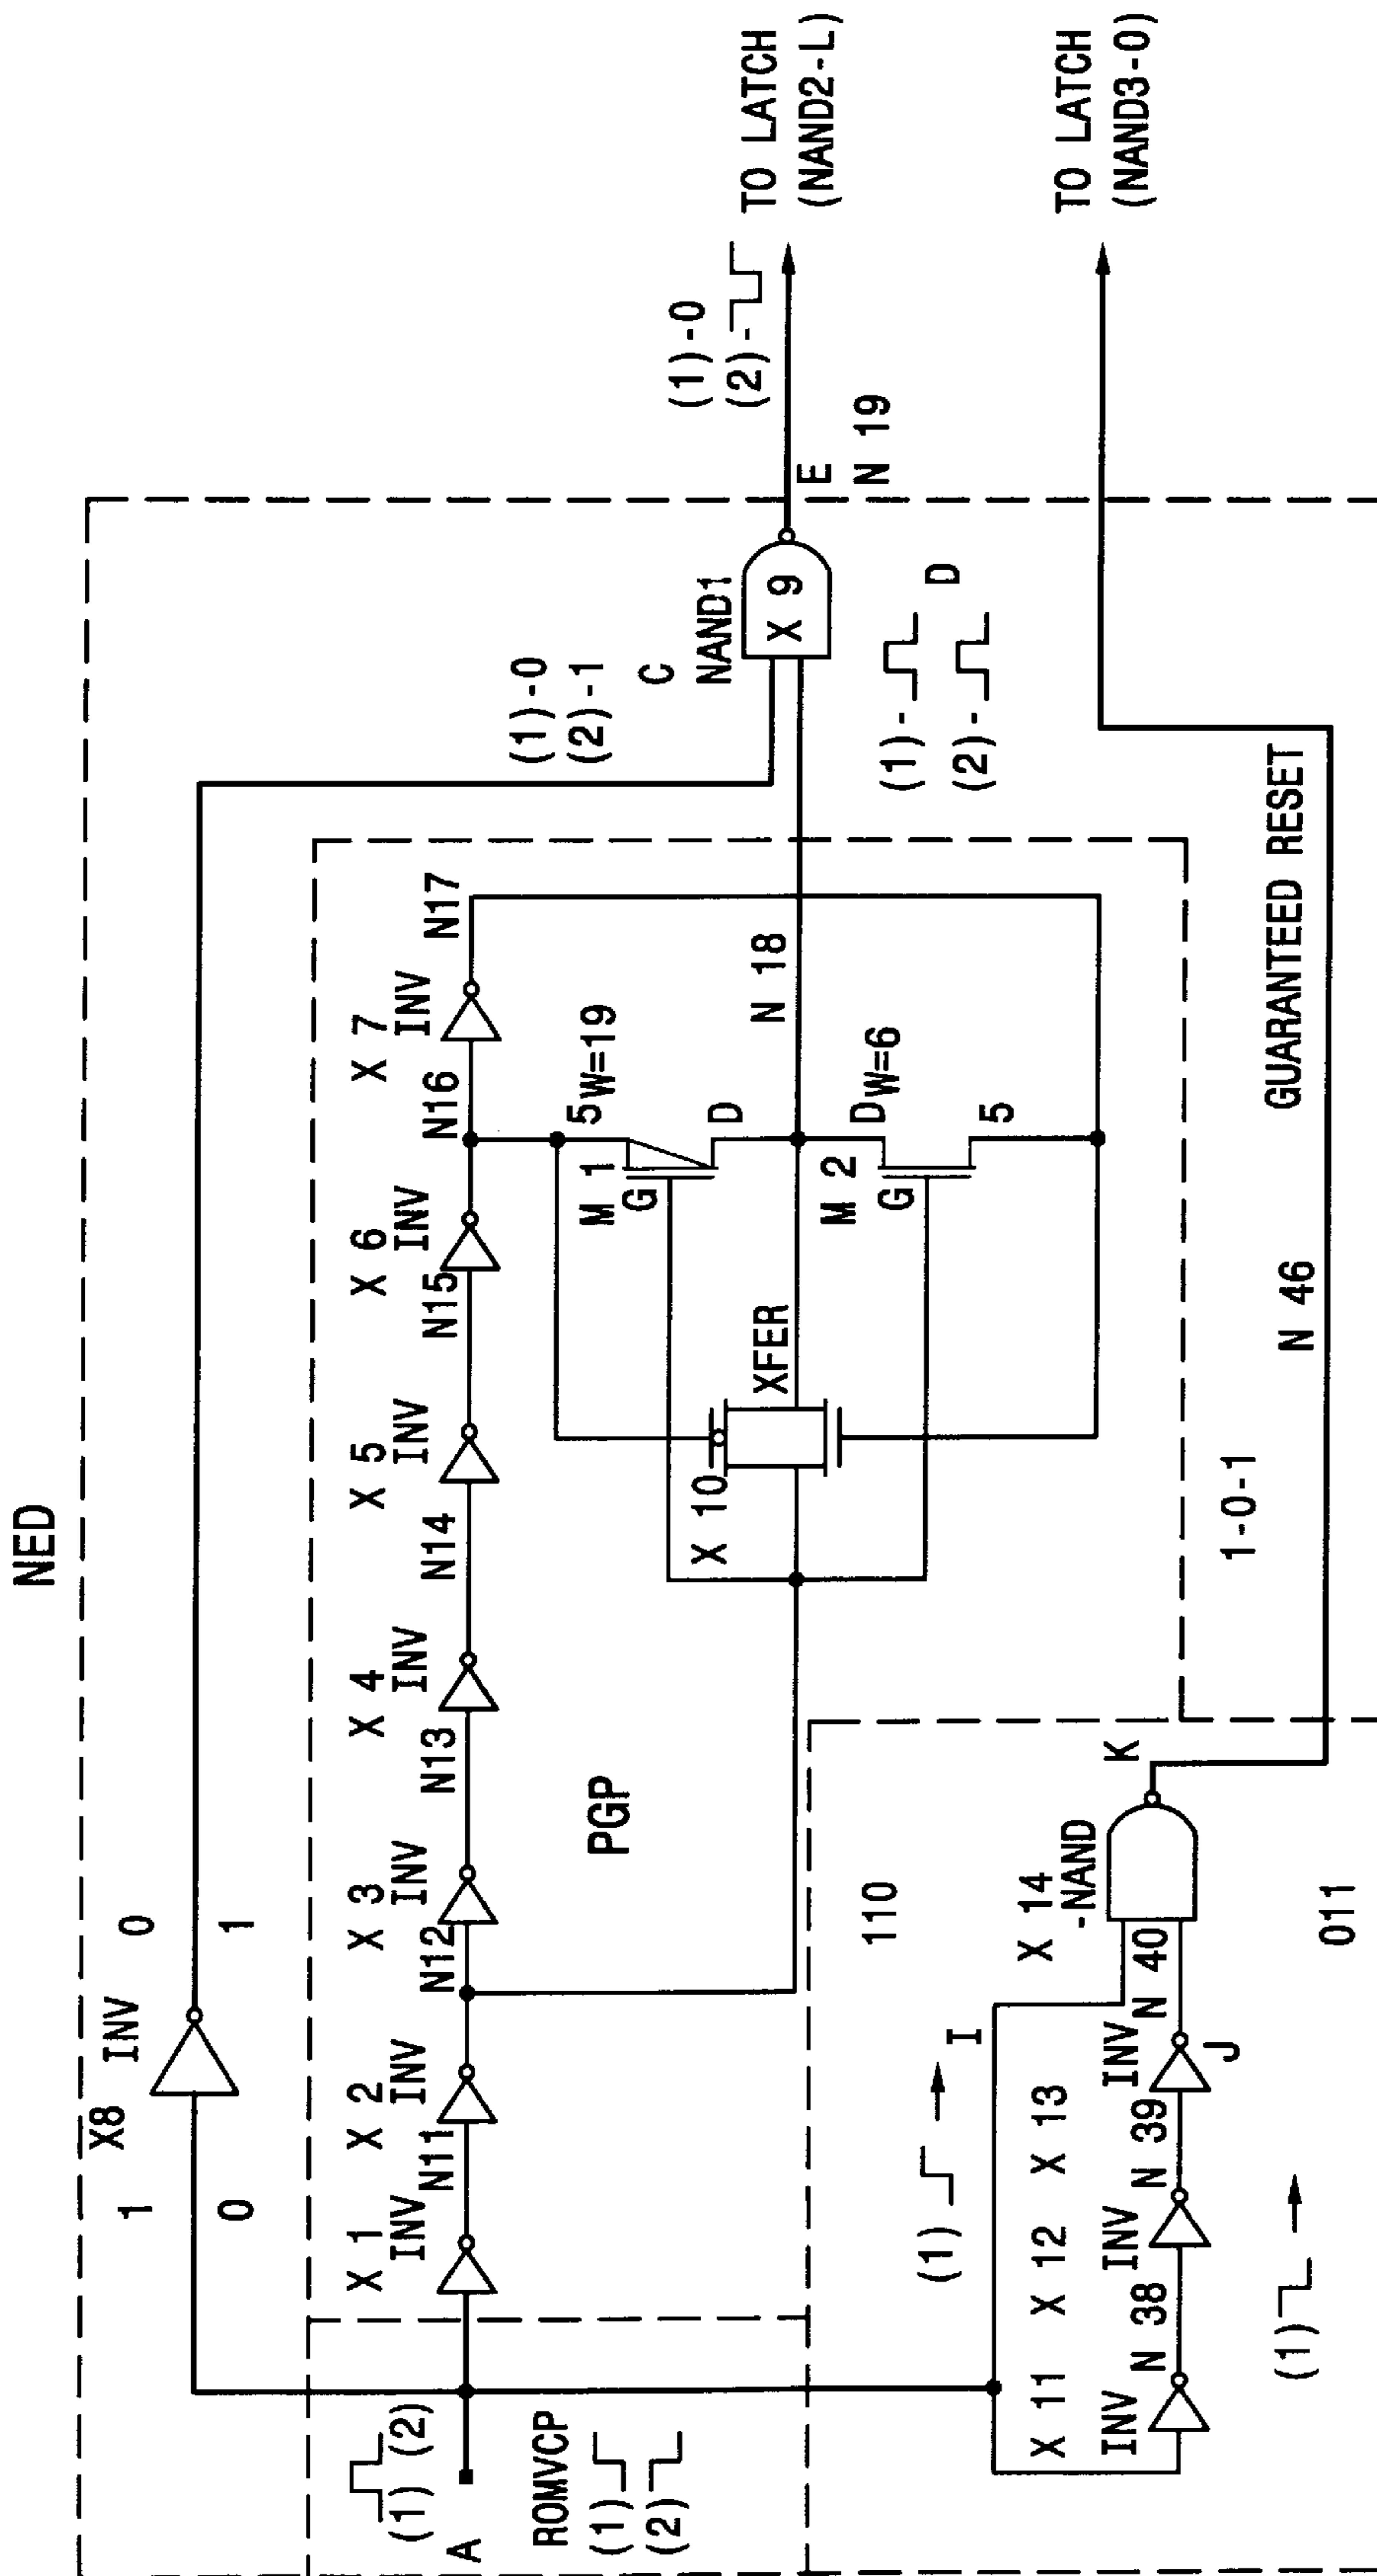 NED
X8 INV
1
0
0
1
X 1
INV
N11
X 2
INV
N12
X 3
INV
N13
X 4
INV
N14
X 5
INV
N15
X 6
INV
N16
X 7
INV
N17
PGP
(1) (2)
A
ROMVCP
(1)
(2)
X 10
XFER
M 1
G
5
W=19
D
M 2
G
D
W=6
5
N 18
(1)-0
(2)-1
C
NAND1
X 9
(1)-
(2)-
D
E
N 19
(1)-0
(2)-
TO LATCH
(NAND2-L)
TO LATCH
(NAND3-0)
(1)
I
110
X 11
INV
N 38
X 12
INV
N 39
X 13
INV
N 40
J
X 14
-NAND
K
(1)
011
1-0-1
N 46
GUARANTEED RESET